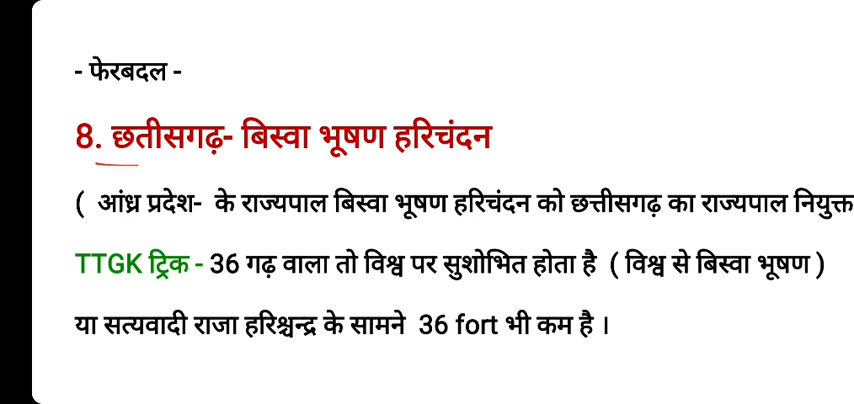 - फेरबदल -
8. छतीसगढ़- बिस्वा भूषण हरिचंदन
( आंध्र प्रदेश- के राज्यपाल बिस्वा भूषण हरिचंदन को छत्तीसगढ़ का राज्यपाल नियुक्त
TTGK ट्रिक - 36 गढ़ वाला तो विश्व पर सुशोभित होता है ( विश्व से बिस्वा भूषण )
या सत्यवादी राजा हरिश्चन्द्र के सामने 36 fort भी कम है ।